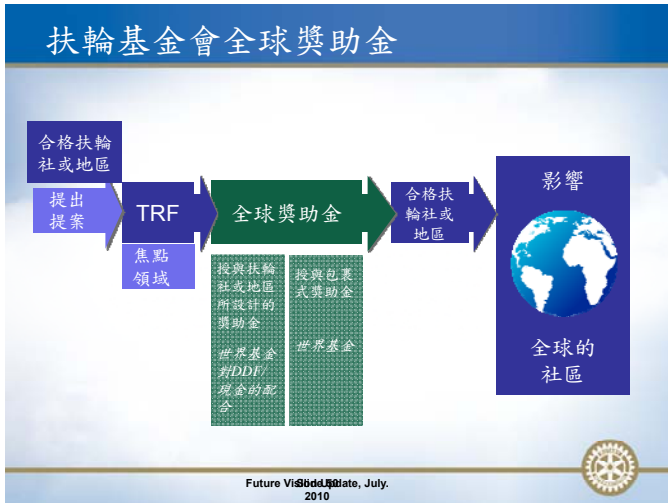 扶輪基金會全球獎助金
合格扶輪
社或地區
提出
提案
TRF
焦點
領域
全球獎助金
授與扶輪
社或地區
所設計的
獎助金
世界基金
對DDF/
現金的配
合
授與包裹
式獎助金
世界基金
合格扶
輪社或
地區
影響
全球的
社區
Future Vision Update, July.
2010